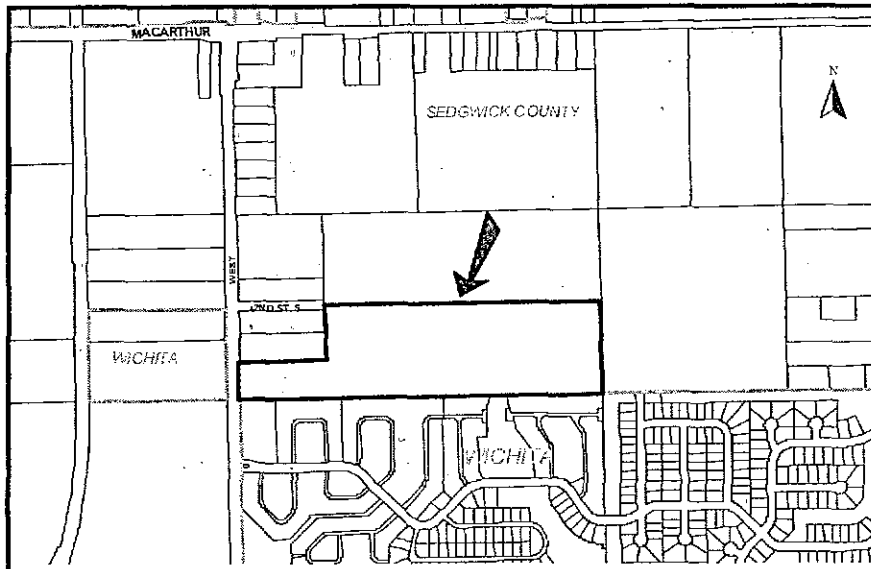 MACARTHUR
N
SEDGWICK COUNTY
WEST
2ND ST. S
WICHITA
WICHITA